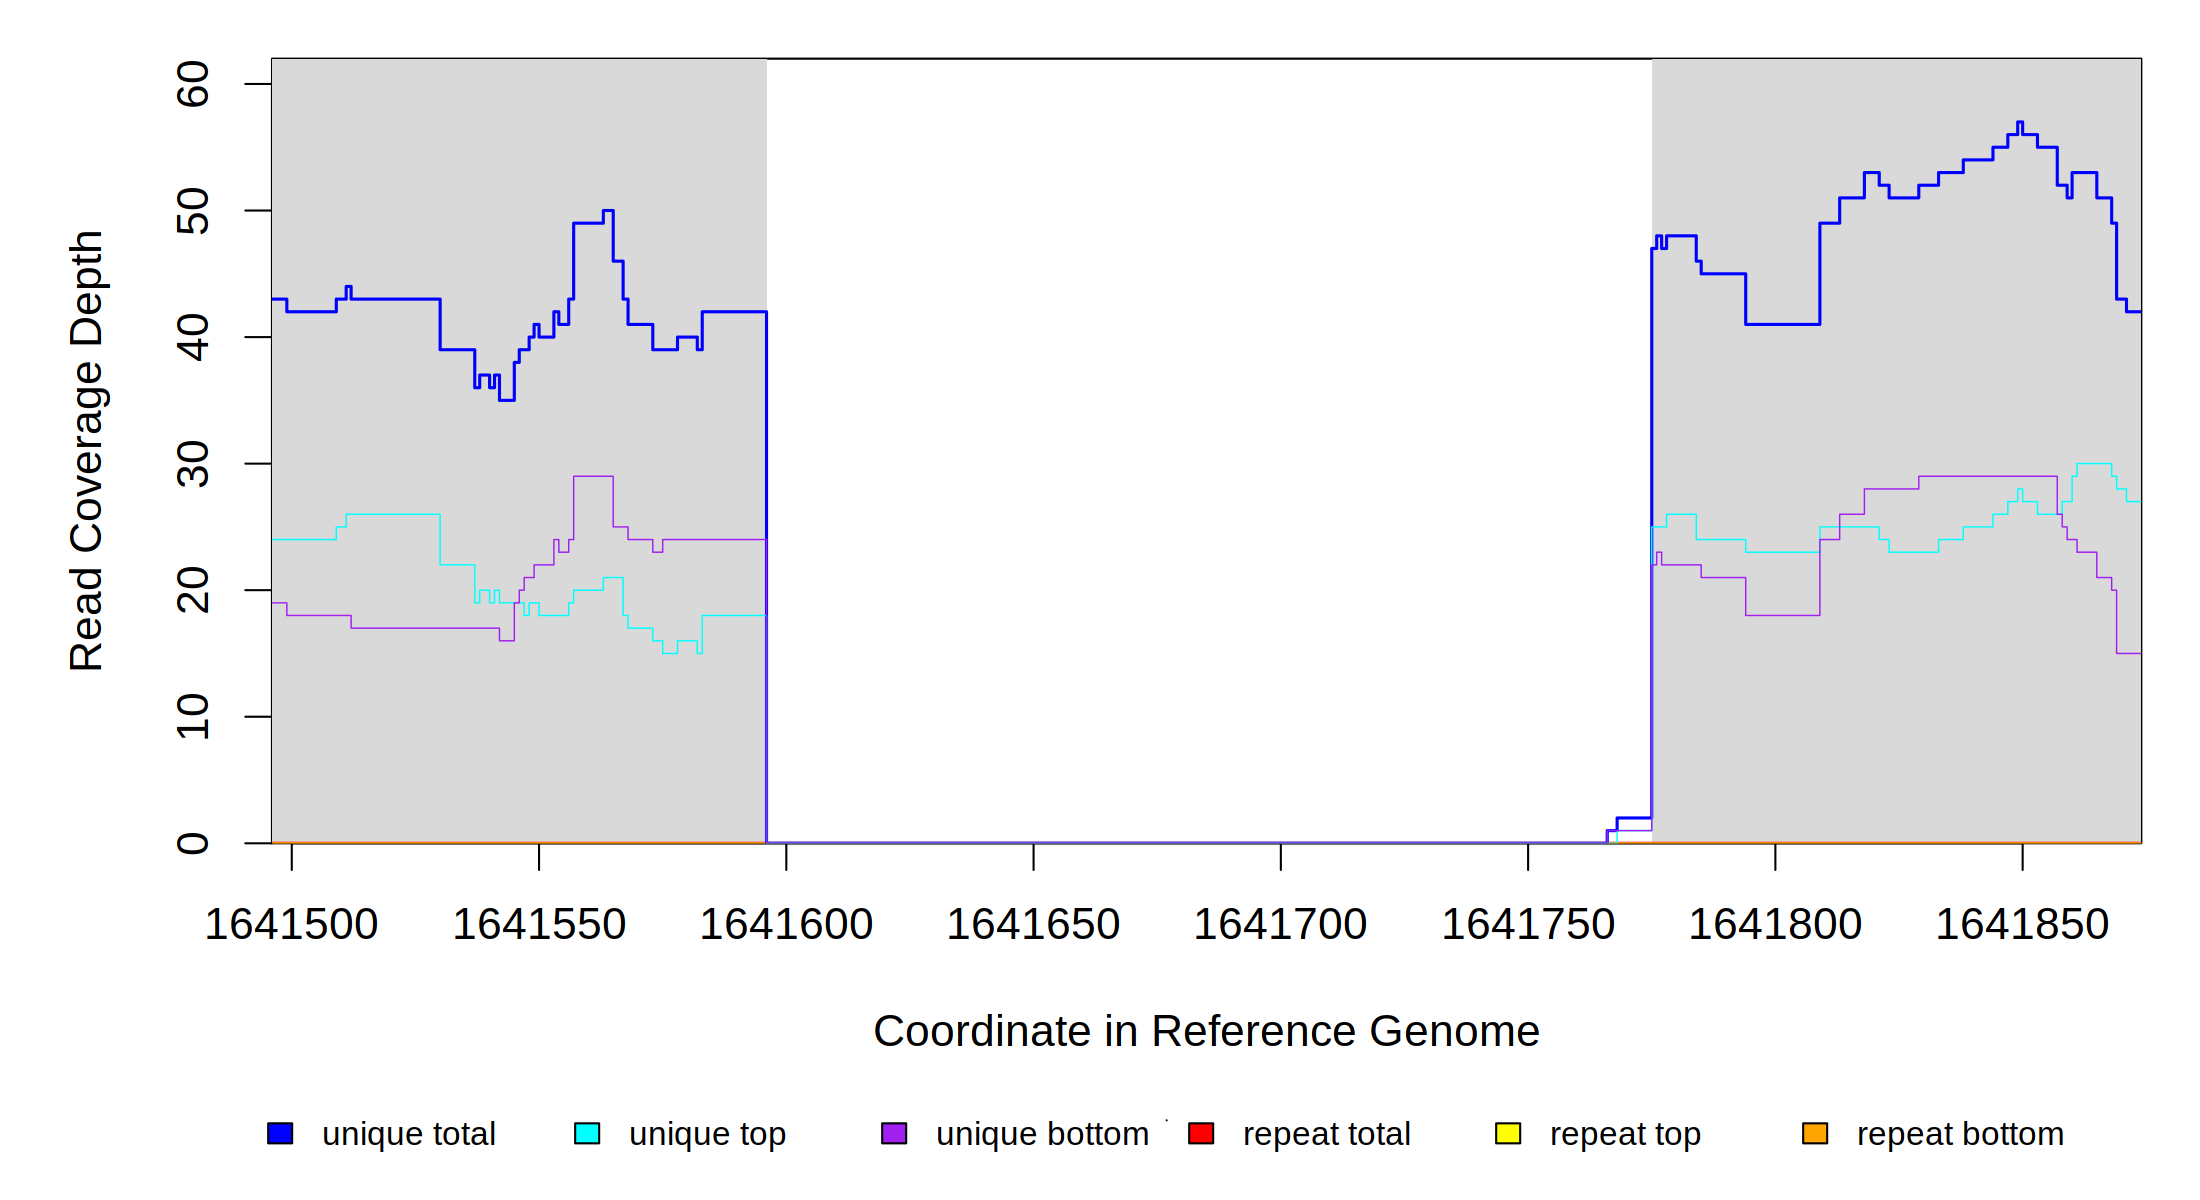 Read Coverage Depth
60
50
40
30
20
10
0
1641500 1641550 1641600 1641650 1641700 1641750 1641800 1641850
Coordinate in Reference Genome
unique total unique top unique bottom repeat total repeat top repeat bottom